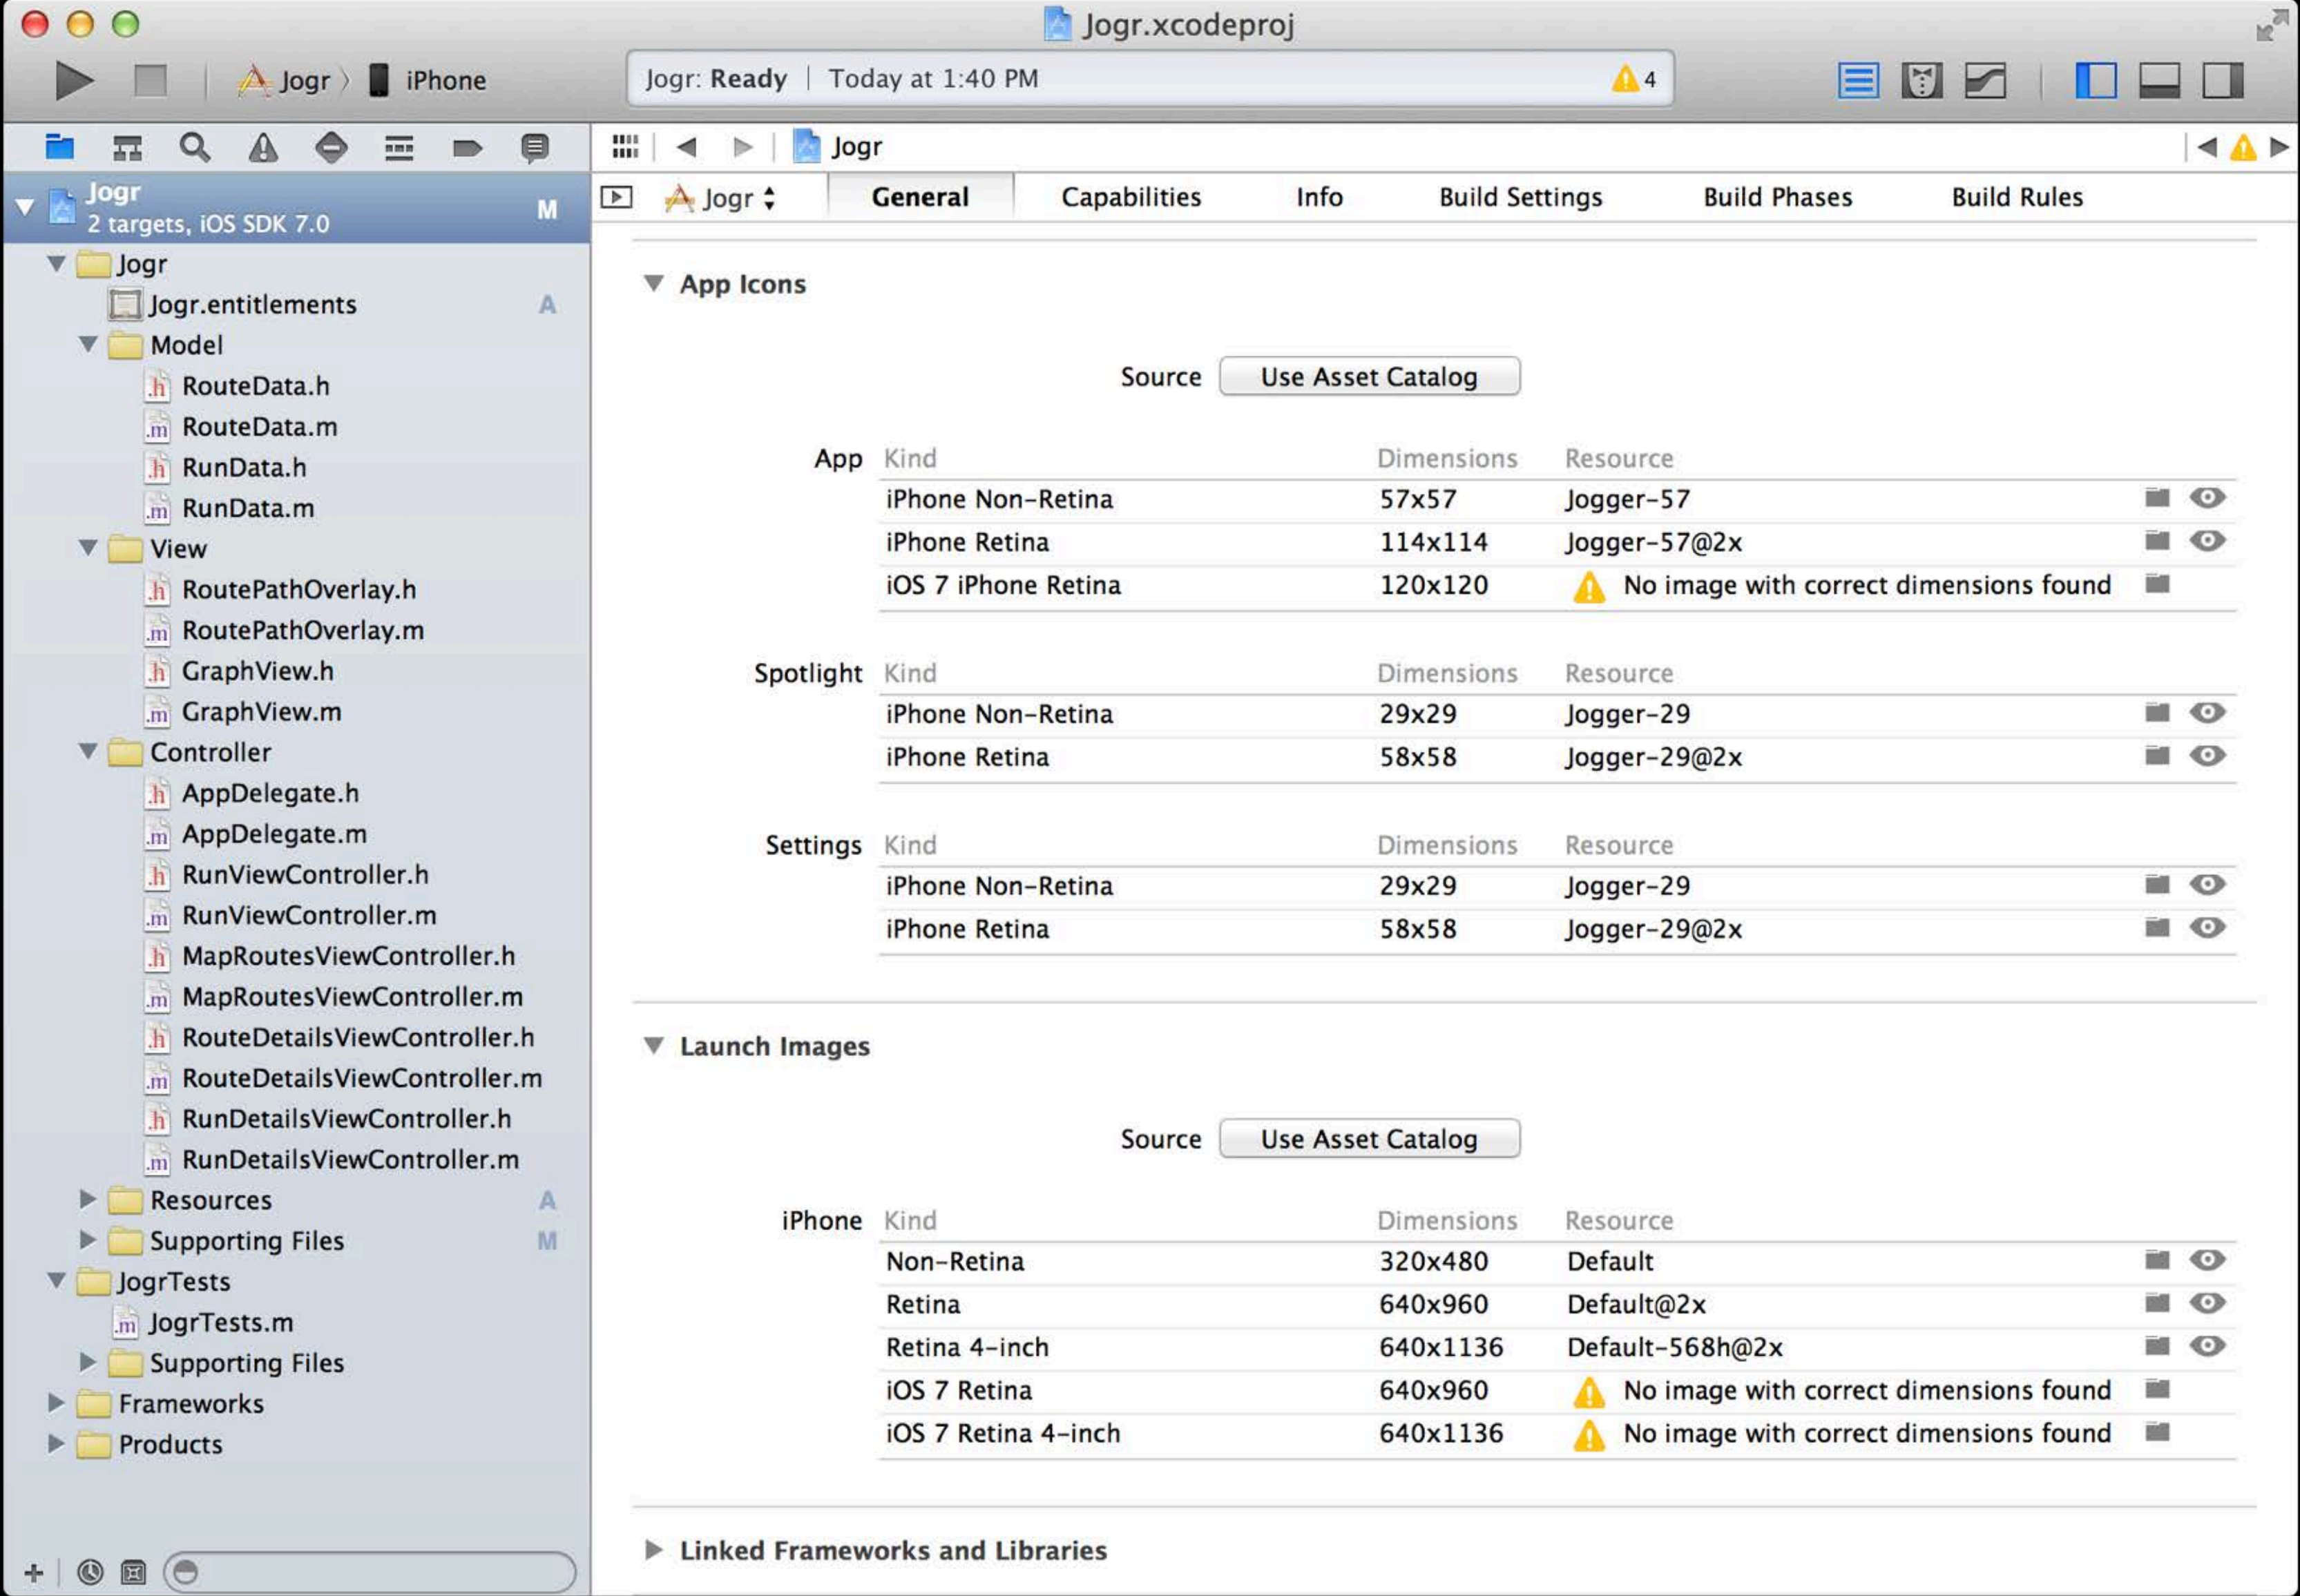 Jogr.xcodeproj
Jogr iPhone
Jogr: Ready | Today at 1:40 PM 4
Jogr
Jogr
2 targets, iOS SDK 7.0 M
Jogr
Jogr.entitlements A
Model
RouteData.h
RouteData.m
RunData.h
RunData.m
View
RoutePathOverlay.h
RoutePathOverlay.m
GraphView.h
GraphView.m
Controller
AppDelegate.h
AppDelegate.m
RunViewController.h
RunViewController.m
MapRoutesViewController.h
MapRoutesViewController.m
RouteDetailsViewController.h
RouteDetailsViewController.m
RunDetailsViewController.h
RunDetailsViewController.m
Resources A
Supporting Files M
JogrTests
JogrTests.m
Supporting Files
Frameworks
Products
Jogr General Capabilities Info Build Settings Build Phases Build Rules
App Icons
Source Use Asset Catalog
App Kind Dimensions Resource
iPhone Non-Retina 57x57 Jogger-57
iPhone Retina 114x114 Jogger-57@2x
iOS 7 iPhone Retina 120x120 No image with correct dimensions found
Spotlight Kind Dimensions Resource
iPhone Non-Retina 29x29 Jogger-29
iPhone Retina 58x58 Jogger-29@2x
Settings Kind Dimensions Resource
iPhone Non-Retina 29x29 Jogger-29
iPhone Retina 58x58 Jogger-29@2x
Launch Images
Source Use Asset Catalog
iPhone Kind Dimensions Resource
Non-Retina 320x480 Default
Retina 640x960 Default@2x
Retina 4-inch 640x1136 Default-568h@2x
iOS 7 Retina 640x960 No image with correct dimensions found
iOS 7 Retina 4-inch 640x1136 No image with correct dimensions found
Linked Frameworks and Libraries